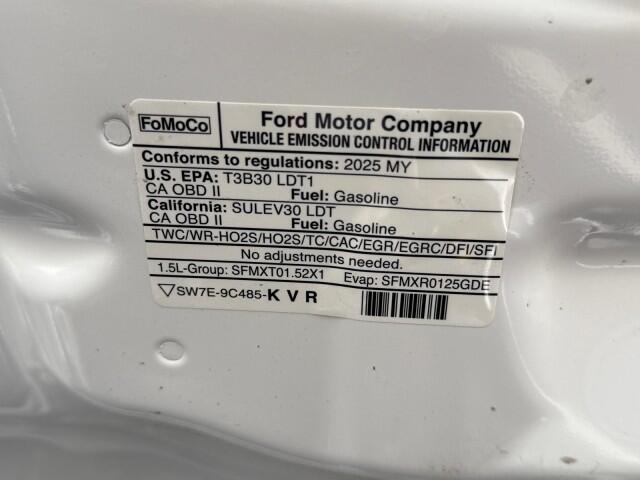 FoMoCo
Ford Motor Company
VEHICLE EMISSION CONTROL INFORMATION
Conforms to regulations: 2025 MY
U.S. EPA: T3B30 LDT1
CA OBD II Fuel: Gasoline
California: SULEV30 LDT
CA OBD II Fuel: Gasoline
TWC/WR-HO2S/HO2S/TC/CAC/EGR/EGRC/DFI/SFI
No adjustments needed.
1.5L-Group: SFMXT01.52X1 Evap: SFMXR0125GDE
SW7E-9C485-K V R